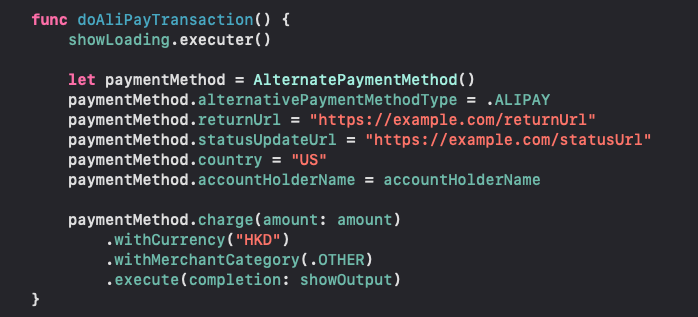 func doAliPayTransaction() {
    showLoading.executer()

    let paymentMethod = AlternatePaymentMethod()
    paymentMethod.alternativePaymentMethodType = .ALIPAY
    paymentMethod.returnUrl = "https://example.com/returnUrl"
    paymentMethod.statusUpdateUrl = "https://example.com/statusUrl"
    paymentMethod.country = "US"
    paymentMethod.accountHolderName = accountHolderName

    paymentMethod.charge(amount: amount)
        .withCurrency("HKD")
        .withMerchantCategory(.OTHER)
        .execute(completion: showOutput)
}